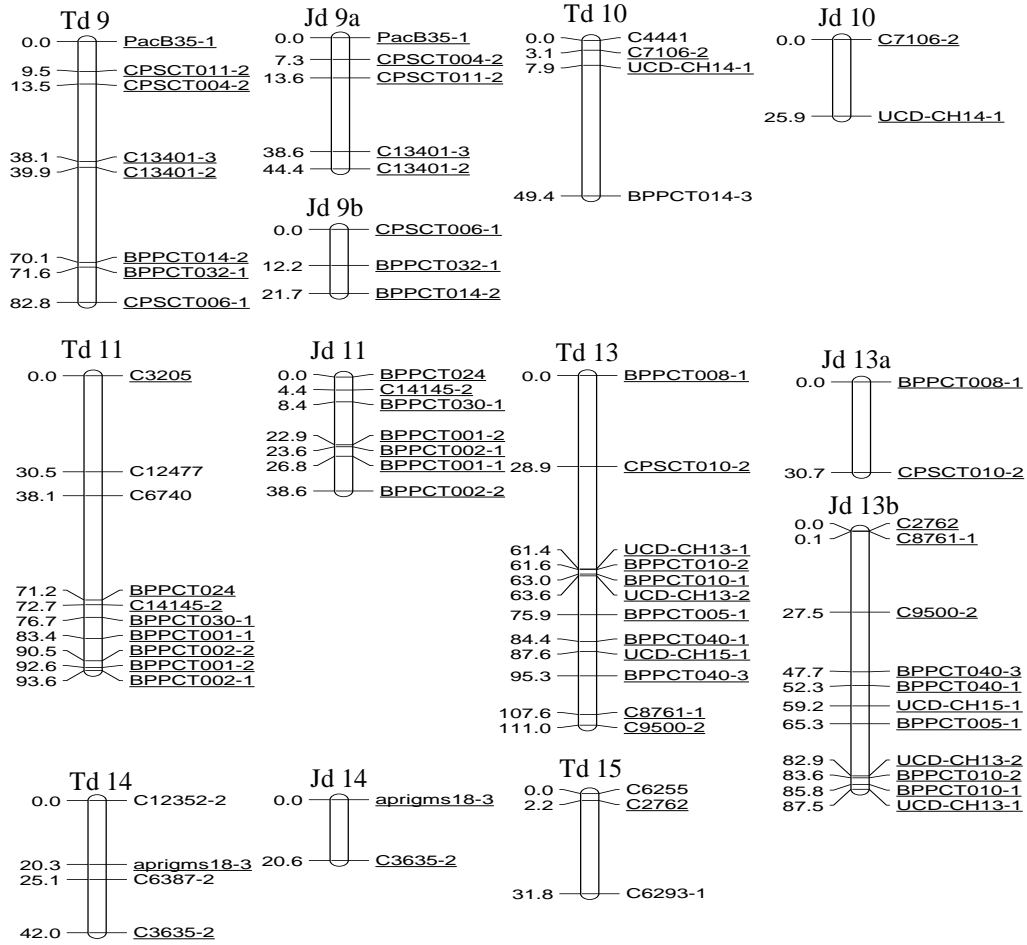 Td 9
0.0 PacB35-1
9.5 CPSCT011-2
13.5 CPSCT004-2
38.1 C13401-3
39.9 C13401-2
70.1 BPPCT014-2
71.6 BPPCT032-1
82.8 CPSCT006-1
Jd 9a
0.0 PacB35-1
7.3 CPSCT004-2
13.6 CPSCT011-2
38.6 C13401-3
44.4 C13401-2
Jd 9b
0.0 CPSCT006-1
12.2 BPPCT032-1
21.7 BPPCT014-2
Td 10
0.0 C4441
3.1 C7106-2
7.9 UCD-CH14-1
49.4 BPPCT014-3
Jd 10
0.0 C7106-2
25.9 UCD-CH14-1
Td 11
0.0 C3205
30.5 C12477
38.1 C6740
71.2 BPPCT024
72.7 C14145-2
76.7 BPPCT030-1
83.4 BPPCT001-1
90.5 BPPCT002-2
92.6 BPPCT001-2
93.6 BPPCT002-1
Jd 11
0.0 BPPCT024
4.4 C14145-2
8.4 BPPCT030-1
22.9 BPPCT001-2
23.6 BPPCT002-1
26.8 BPPCT001-1
38.6 BPPCT002-2
Td 13
0.0 BPPCT008-1
28.9 CPSCT010-2
61.4 UCD-CH13-1
61.6 BPPCT010-2
63.0 BPPCT010-1
63.6 UCD-CH13-2
75.9 BPPCT005-1
84.4 BPPCT040-1
87.6 UCD-CH15-1
95.3 BPPCT040-3
107.6 C8761-1
111.0 C9500-2
Jd 13a
0.0 BPPCT008-1
30.7 CPSCT010-2
Jd 13b
0.0 C2762
0.1 C8761-1
27.5 C9500-2
47.7 BPPCT040-3
52.3 BPPCT040-1
59.2 UCD-CH15-1
65.3 BPPCT005-1
82.9 UCD-CH13-2
83.6 BPPCT010-2
85.8 BPPCT010-1
87.5 UCD-CH13-1
Td 14
0.0 C12352-2
20.3 aprigms18-3
25.1 C6387-2
42.0 C3635-2
Jd 14
0.0 aprigms18-3
20.6 C3635-2
Td 15
0.0 C6255
2.2 C2762
31.8 C6293-1